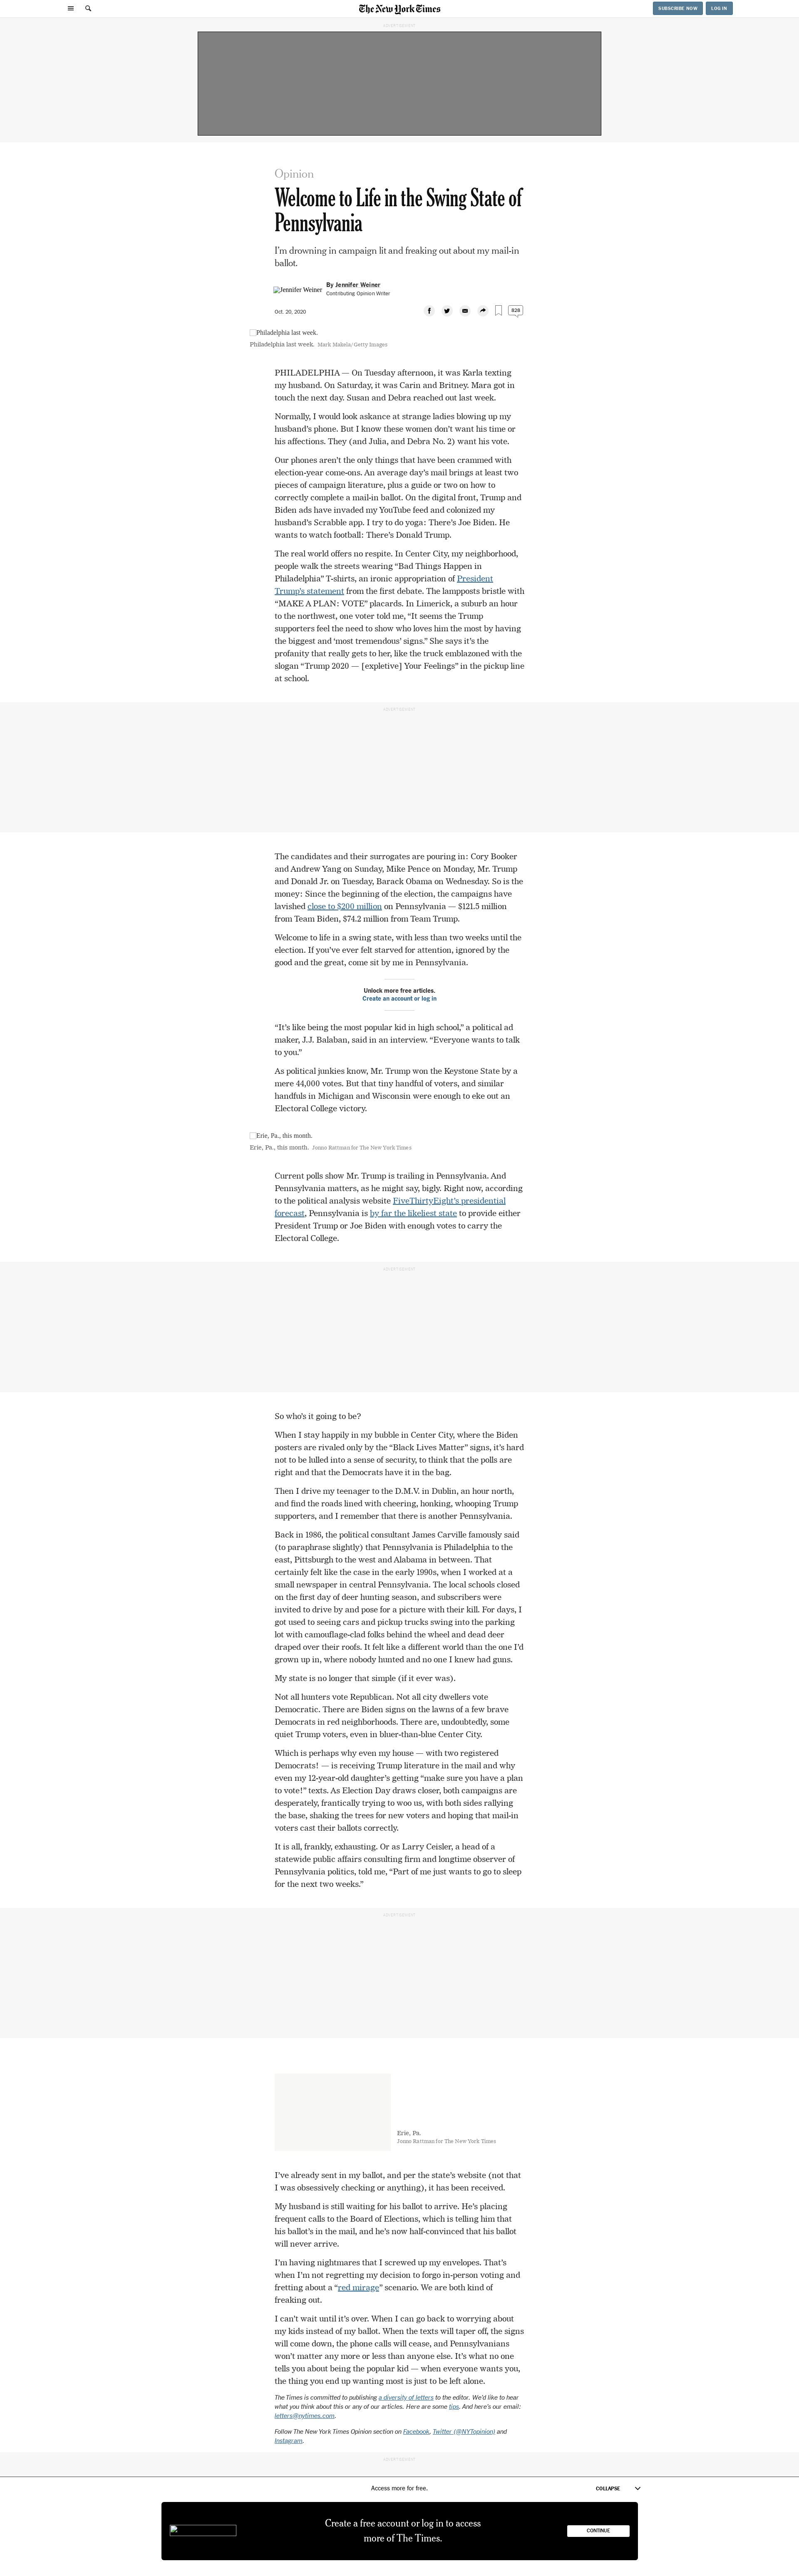 The New York Times
SUBSCRIBE NOW
LOG IN
ADVERTISEMENT
Opinion
Welcome to Life in the Swing State of
Pennsylvania
I'm drowning in campaign lit and freaking out about my mail-in
ballot.
Jennifer Weiner
By Jennifer Weiner
Contributing Opinion Writer
Oct. 20, 2020
828
Philadelphia last week.
Philadelphia last week. Mark Makela/Getty Images
PHILADELPHIA — On Tuesday afternoon, it was Karla texting
my husband. On Saturday, it was Carin and Britney. Mara got in
touch the next day. Susan and Debra reached out last week.
Normally, I would look askance at strange ladies blowing up my
husband's phone. But I know these women don't want his time or
his affections. They (and Julia, and Debra No. 2) want his vote.
Our phones aren't the only things that have been crammed with
election-year come-ons. An average day's mail brings at least two
pieces of campaign literature, plus a guide or two on how to
correctly complete a mail-in ballot. On the digital front, Trump and
Biden ads have invaded my YouTube feed and colonized my
husband's Scrabble app. I try to do yoga: There's Joe Biden. He
wants to watch football: There's Donald Trump.
The real world offers no respite. In Center City, my neighborhood,
people walk the streets wearing “Bad Things Happen in
Philadelphia” T-shirts, an ironic appropriation of President
Trump's statement from the first debate. The lampposts bristle with
“MAKE A PLAN: VOTE” placards. In Limerick, a suburb an hour
to the northwest, one voter told me, “It seems the Trump
supporters feel the need to show who loves him the most by having
the biggest and ‘most tremendous’ signs.” She says it's the
profanity that really gets to her, like the truck emblazoned with the
slogan “Trump 2020 — [expletive] Your Feelings” in the pickup line
at school.
ADVERTISEMENT
The candidates and their surrogates are pouring in: Cory Booker
and Andrew Yang on Sunday, Mike Pence on Monday, Mr. Trump
and Donald Jr. on Tuesday, Barack Obama on Wednesday. So is the
money: Since the beginning of the election, the campaigns have
lavished close to $200 million on Pennsylvania — $121.5 million
from Team Biden, $74.2 million from Team Trump.
Welcome to life in a swing state, with less than two weeks until the
election. If you've ever felt starved for attention, ignored by the
good and the great, come sit by me in Pennsylvania.
Unlock more free articles.
Create an account or log in
“It's like being the most popular kid in high school,” a political ad
maker, J.J. Balaban, said in an interview. “Everyone wants to talk
to you.”
As political junkies know, Mr. Trump won the Keystone State by a
mere 44,000 votes. But that tiny handful of voters, and similar
handfuls in Michigan and Wisconsin were enough to eke out an
Electoral College victory.
Erie, Pa., this month.
Erie, Pa., this month. Jonno Rattman for The New York Times
Current polls show Mr. Trump is trailing in Pennsylvania. And
Pennsylvania matters, as he might say, bigly. Right now, according
to the political analysis website FiveThirtyEight's presidential
forecast, Pennsylvania is by far the likeliest state to provide either
President Trump or Joe Biden with enough votes to carry the
Electoral College.
ADVERTISEMENT
So who's it going to be?
When I stay happily in my bubble in Center City, where the Biden
posters are rivaled only by the “Black Lives Matter” signs, it's hard
not to be lulled into a sense of security, to think that the polls are
right and that the Democrats have it in the bag.
Then I drive my teenager to the D.M.V. in Dublin, an hour north,
and find the roads lined with cheering, honking, whooping Trump
supporters, and I remember that there is another Pennsylvania.
Back in 1986, the political consultant James Carville famously said
(to paraphrase slightly) that Pennsylvania is Philadelphia to the
east, Pittsburgh to the west and Alabama in between. That
certainly felt like the case in the early 1990s, when I worked at a
small newspaper in central Pennsylvania. The local schools closed
on the first day of deer hunting season, and subscribers were
invited to drive by and pose for a picture with their kill. For days, I
got used to seeing cars and pickup trucks swing into the parking
lot with camouflage-clad folks behind the wheel and dead deer
draped over their roofs. It felt like a different world than the one I'd
grown up in, where nobody hunted and no one I knew had guns.
My state is no longer that simple (if it ever was).
Not all hunters vote Republican. Not all city dwellers vote
Democratic. There are Biden signs on the lawns of a few brave
Democrats in red neighborhoods. There are, undoubtedly, some
quiet Trump voters, even in bluer-than-blue Center City.
Which is perhaps why even my house — with two registered
Democrats! — is receiving Trump literature in the mail and why
even my 12-year-old daughter's getting “make sure you have a plan
to vote!” texts. As Election Day draws closer, both campaigns are
desperately, frantically trying to woo us, with both sides rallying
the base, shaking the trees for new voters and hoping that mail-in
voters cast their ballots correctly.
It is all, frankly, exhausting. Or as Larry Ceisler, a head of a
statewide public affairs consulting firm and longtime observer of
Pennsylvania politics, told me, “Part of me just wants to go to sleep
for the next two weeks.”
ADVERTISEMENT
Erie, Pa.
Jonno Rattman for The New York Times
I've already sent in my ballot, and per the state's website (not that
I was obsessively checking or anything), it has been received.
My husband is still waiting for his ballot to arrive. He's placing
frequent calls to the Board of Elections, which is telling him that
his ballot's in the mail, and he's now half-convinced that his ballot
will never arrive.
I'm having nightmares that I screwed up my envelopes. That's
when I'm not regretting my decision to forgo in-person voting and
fretting about a “red mirage” scenario. We are both kind of
freaking out.
I can't wait until it's over. When I can go back to worrying about
my kids instead of my ballot. When the texts will taper off, the signs
will come down, the phone calls will cease, and Pennsylvanians
won't matter any more or less than anyone else. It's what no one
tells you about being the popular kid — when everyone wants you,
the thing you end up wanting most is just to be left alone.
The Times is committed to publishing a diversity of letters to the editor. We'd like to hear
what you think about this or any of our articles. Here are some tips. And here's our email:
letters@nytimes.com.
Follow The New York Times Opinion section on Facebook, Twitter (@NYTopinion) and
Instagram.
ADVERTISEMENT
Access more for free.
COLLAPSE
Create a free account or log in to access
more of The Times.
CONTINUE